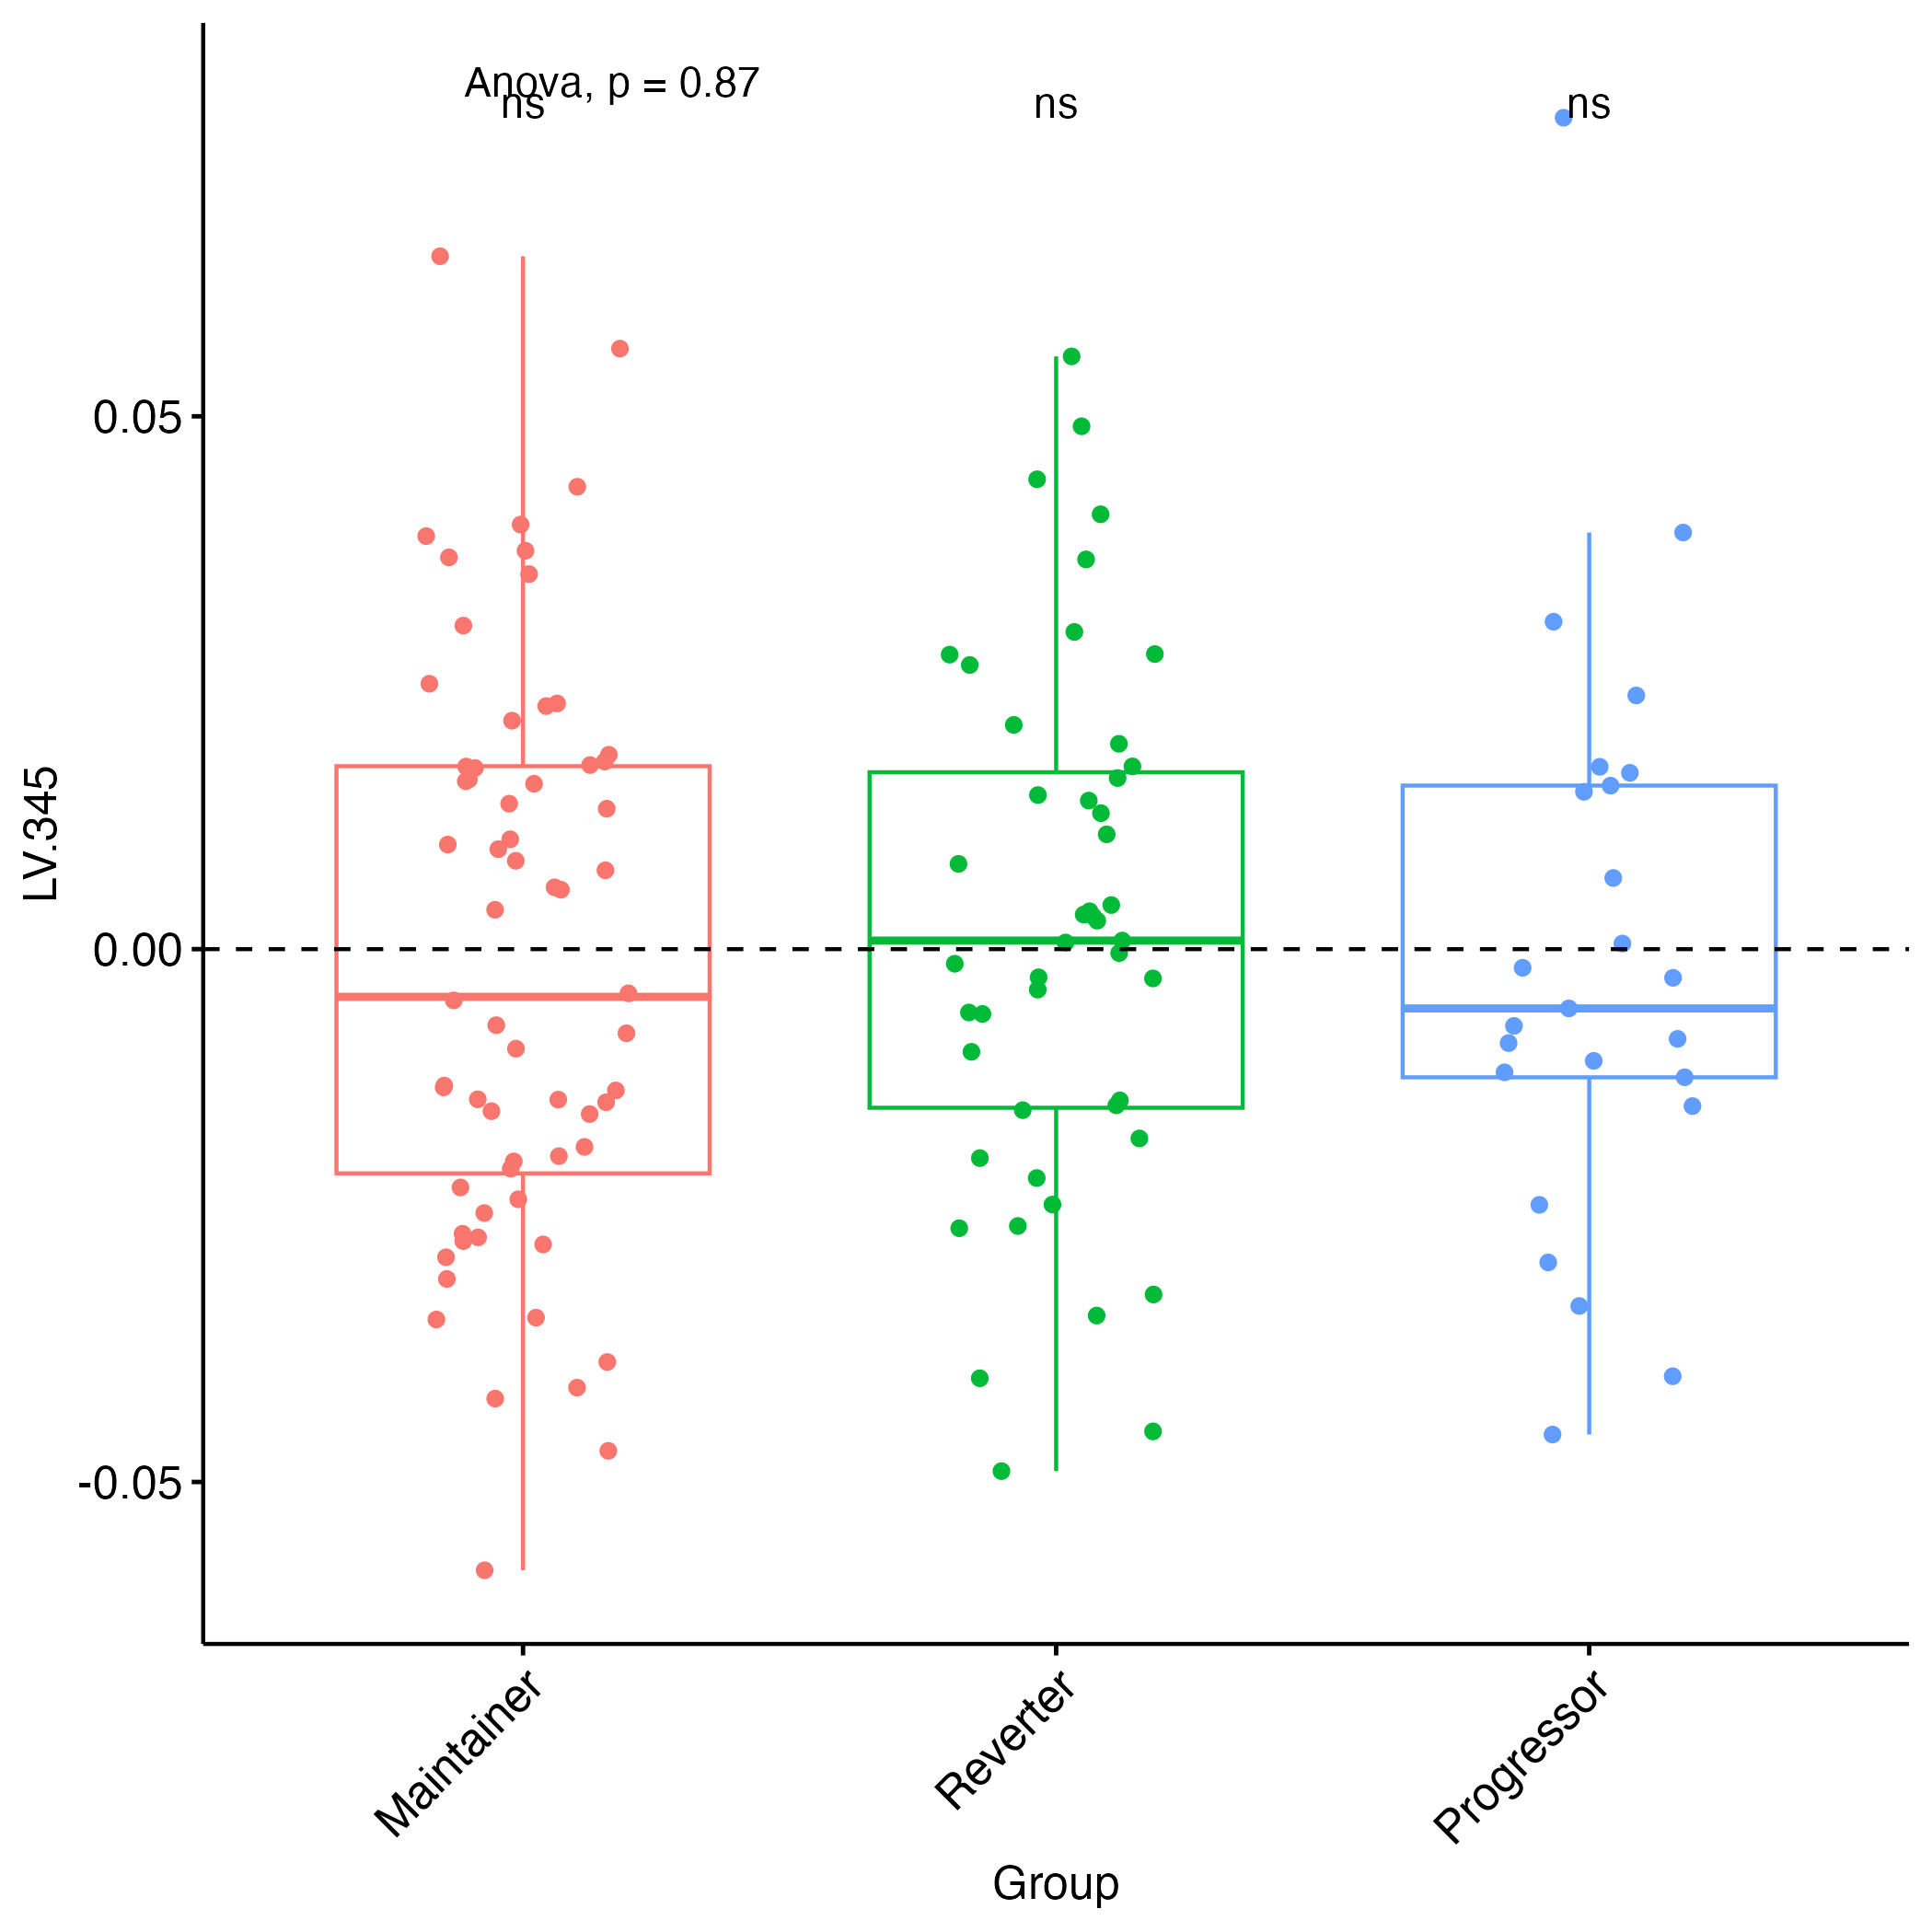 Anova, p = 0.87
ns
ns
ns
LV.345
0.05
0.00
-0.05
Maintainer
Reverter
Progressor
Group